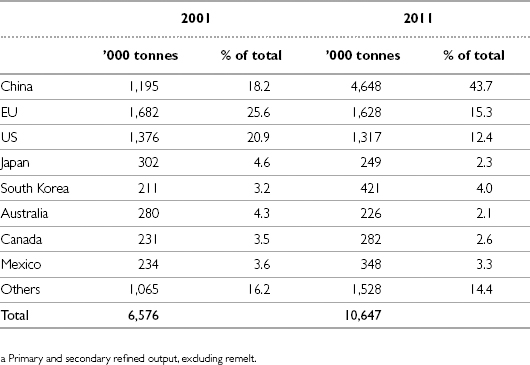 2001 2011
'000 tonnes % of total '000 tonnes % of total
China 1,195 18.2 4,648 43.7
EU 1,682 25.6 1,628 15.3
US 1,376 20.9 1,317 12.4
Japan 302 4.6 249 2.3
South Korea 211 3.2 421 4.0
Australia 280 4.3 226 2.1
Canada 231 3.5 282 2.6
Mexico 234 3.6 348 3.3
Others 1,065 16.2 1,528 14.4
Total 6,576 10,647
a Primary and secondary refined output, excluding remelt.